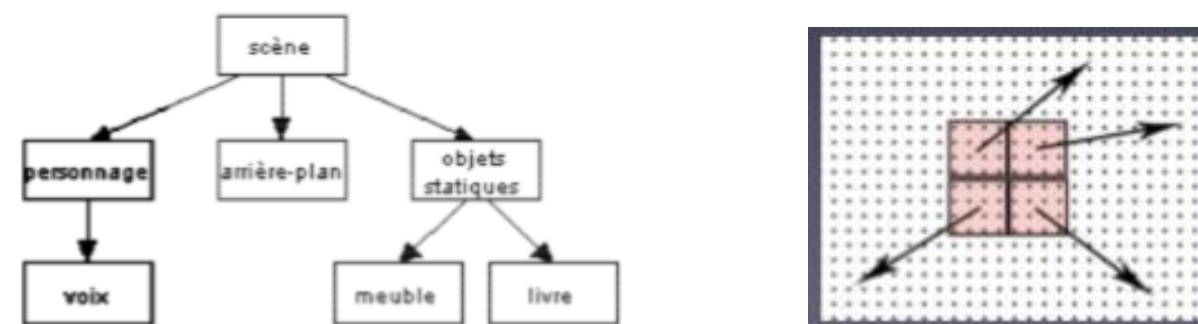 scène
personnage
arrière-plan
objets
statiques
voix
meuble
livre